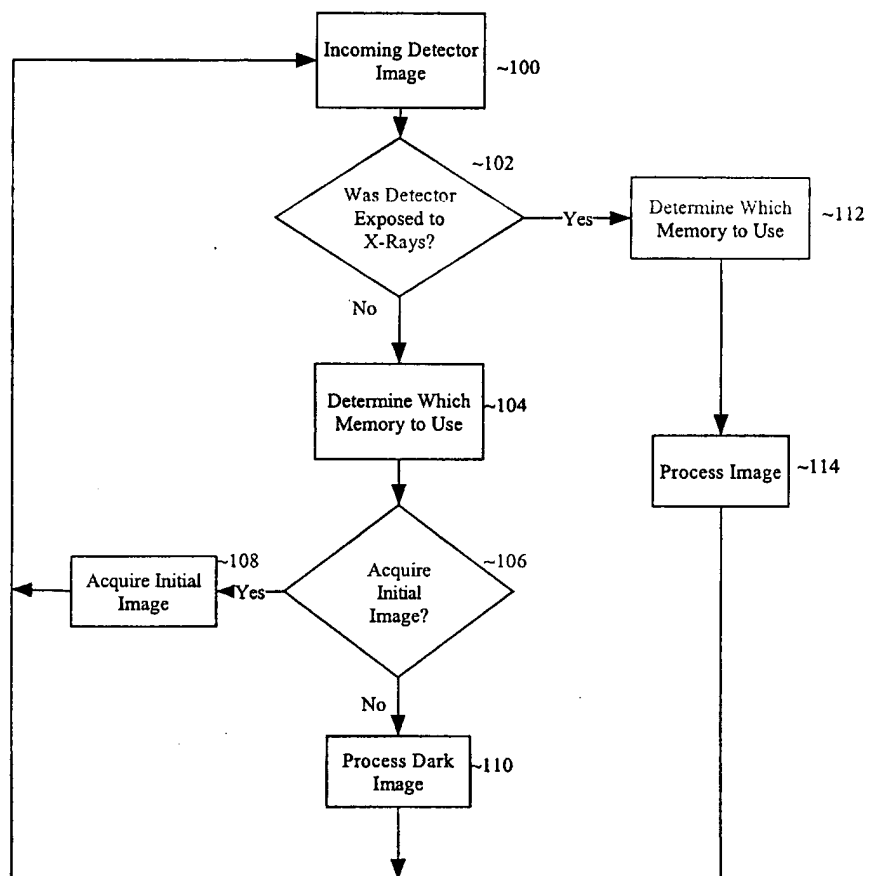 Incoming Detector
Image
~100
~102
Was Detector
Exposed to
X-Rays?
Yes
Determine Which
Memory to Use
~112
No
Determine Which
Memory to Use
~104
Process Image
~114
~108
Acquire Initial
Image
Yes
~106
Acquire
Initial
Image?
No
Process Dark
Image
~110